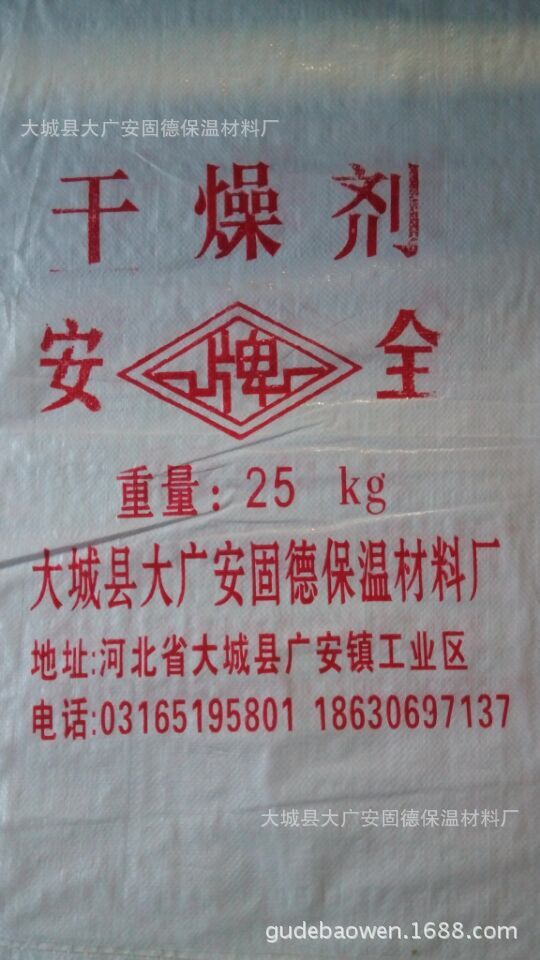 大城县大广安固德保温材料厂
干燥剂
安牌全
重量：25 kg
大城县大广安固德保温材料厂
地址:河北省大城县广安镇工业区
电话:03165195801 18630697137
大城县大广安固德保温材料厂
gudebaowen.1688.com